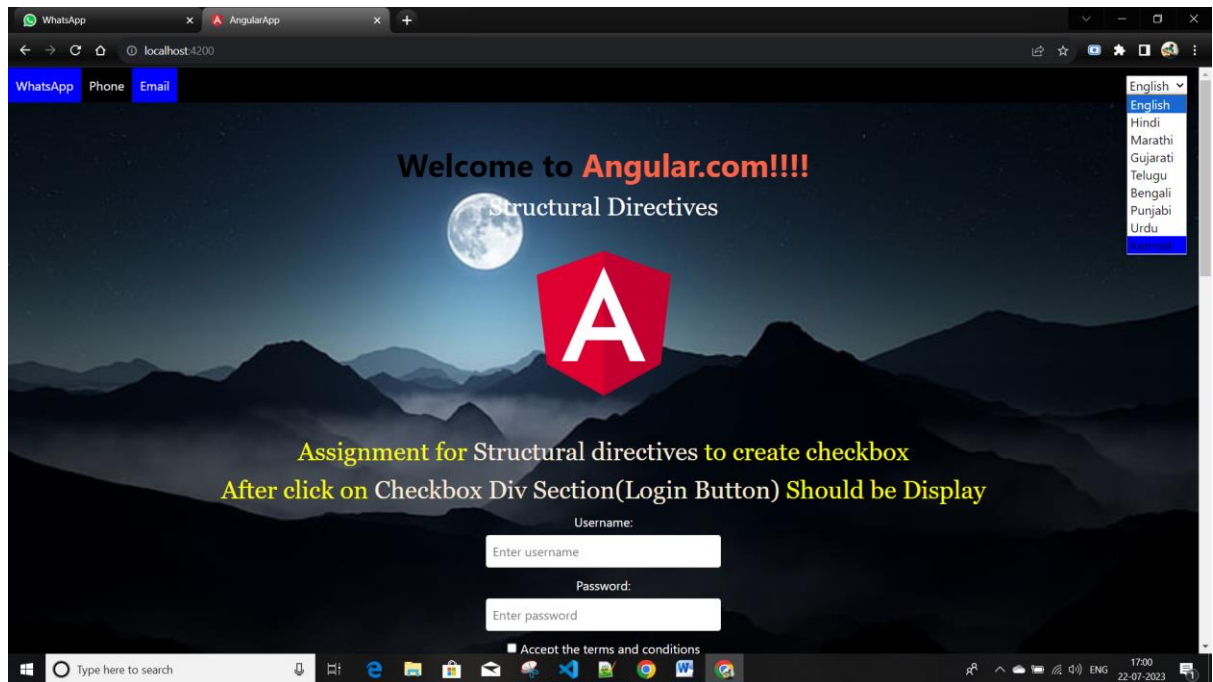 WhatsApp
AngularApp
localhost:4200
WhatsApp Phone Email
English
English
Hindi
Marathi
Gujarati
Telugu
Bengali
Punjabi
Urdu
Kannad
Welcome to Angular.com!!!!
Structural Directives
A
Assignment for Structural directives to create checkbox
After click on Checkbox Div Section(Login Button) Should be Display
Username:
Enter username
Password:
Enter password
Accept the terms and conditions
Type here to search
ENG
17:00
22-07-2023